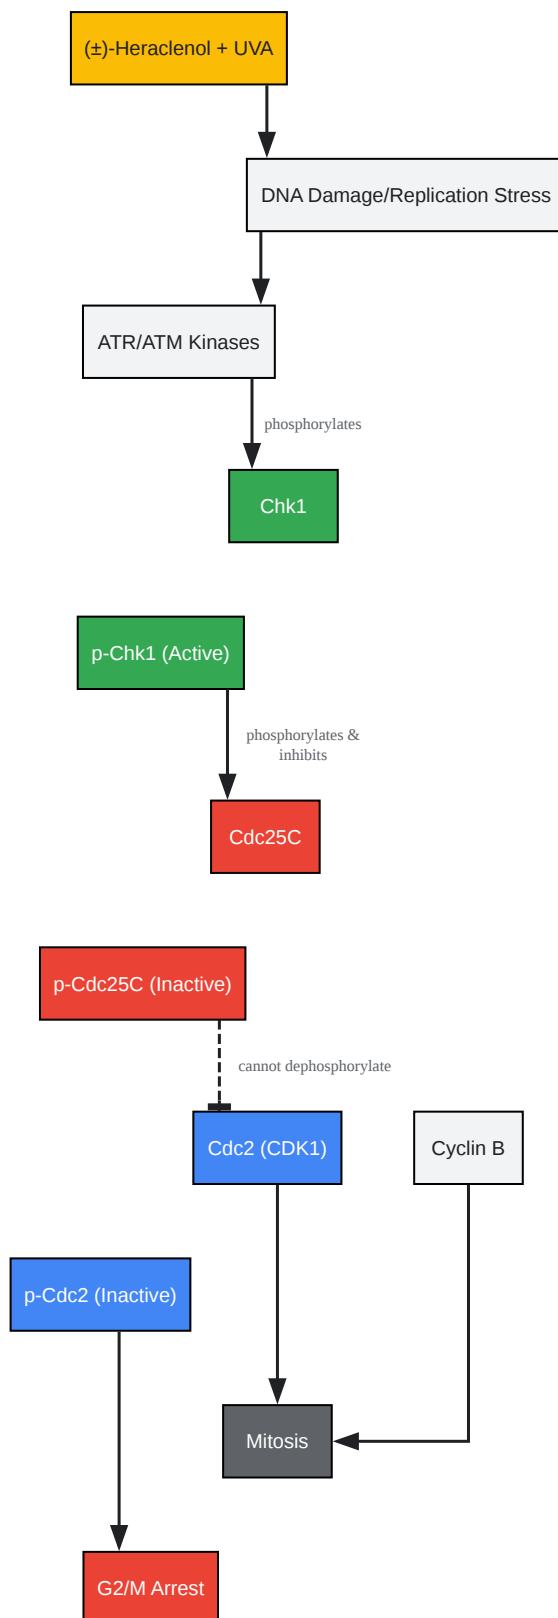 (±)-Heraclenol + UVA
DNA Damage/Replication Stress
ATR/ATM Kinases
phosphorylates
Chk1
p-Chk1 (Active)
phosphorylates &
inhibits
Cdc25C
p-Cdc25C (Inactive)
cannot dephosphorylate
Cdc2 (CDK1)
Cyclin B
p-Cdc2 (Inactive)
Mitosis
G2/M Arrest